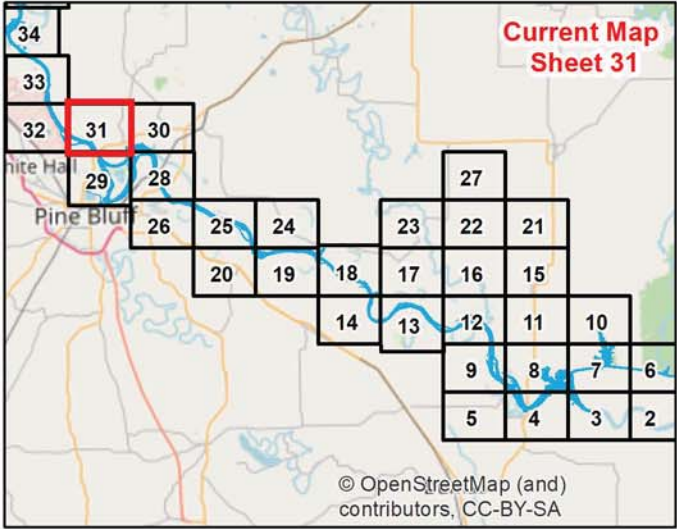 Current Map
Sheet 31
34
33
32 31 30
nite Hall
29 28 27
Pine Bluff
26 25 24 23 22 21
20 19 18 17 16 15
14 13 12 11 10
9 8 7 6
5 4 3 2
© OpenStreetMap (and)
contributors, CC-BY-SA